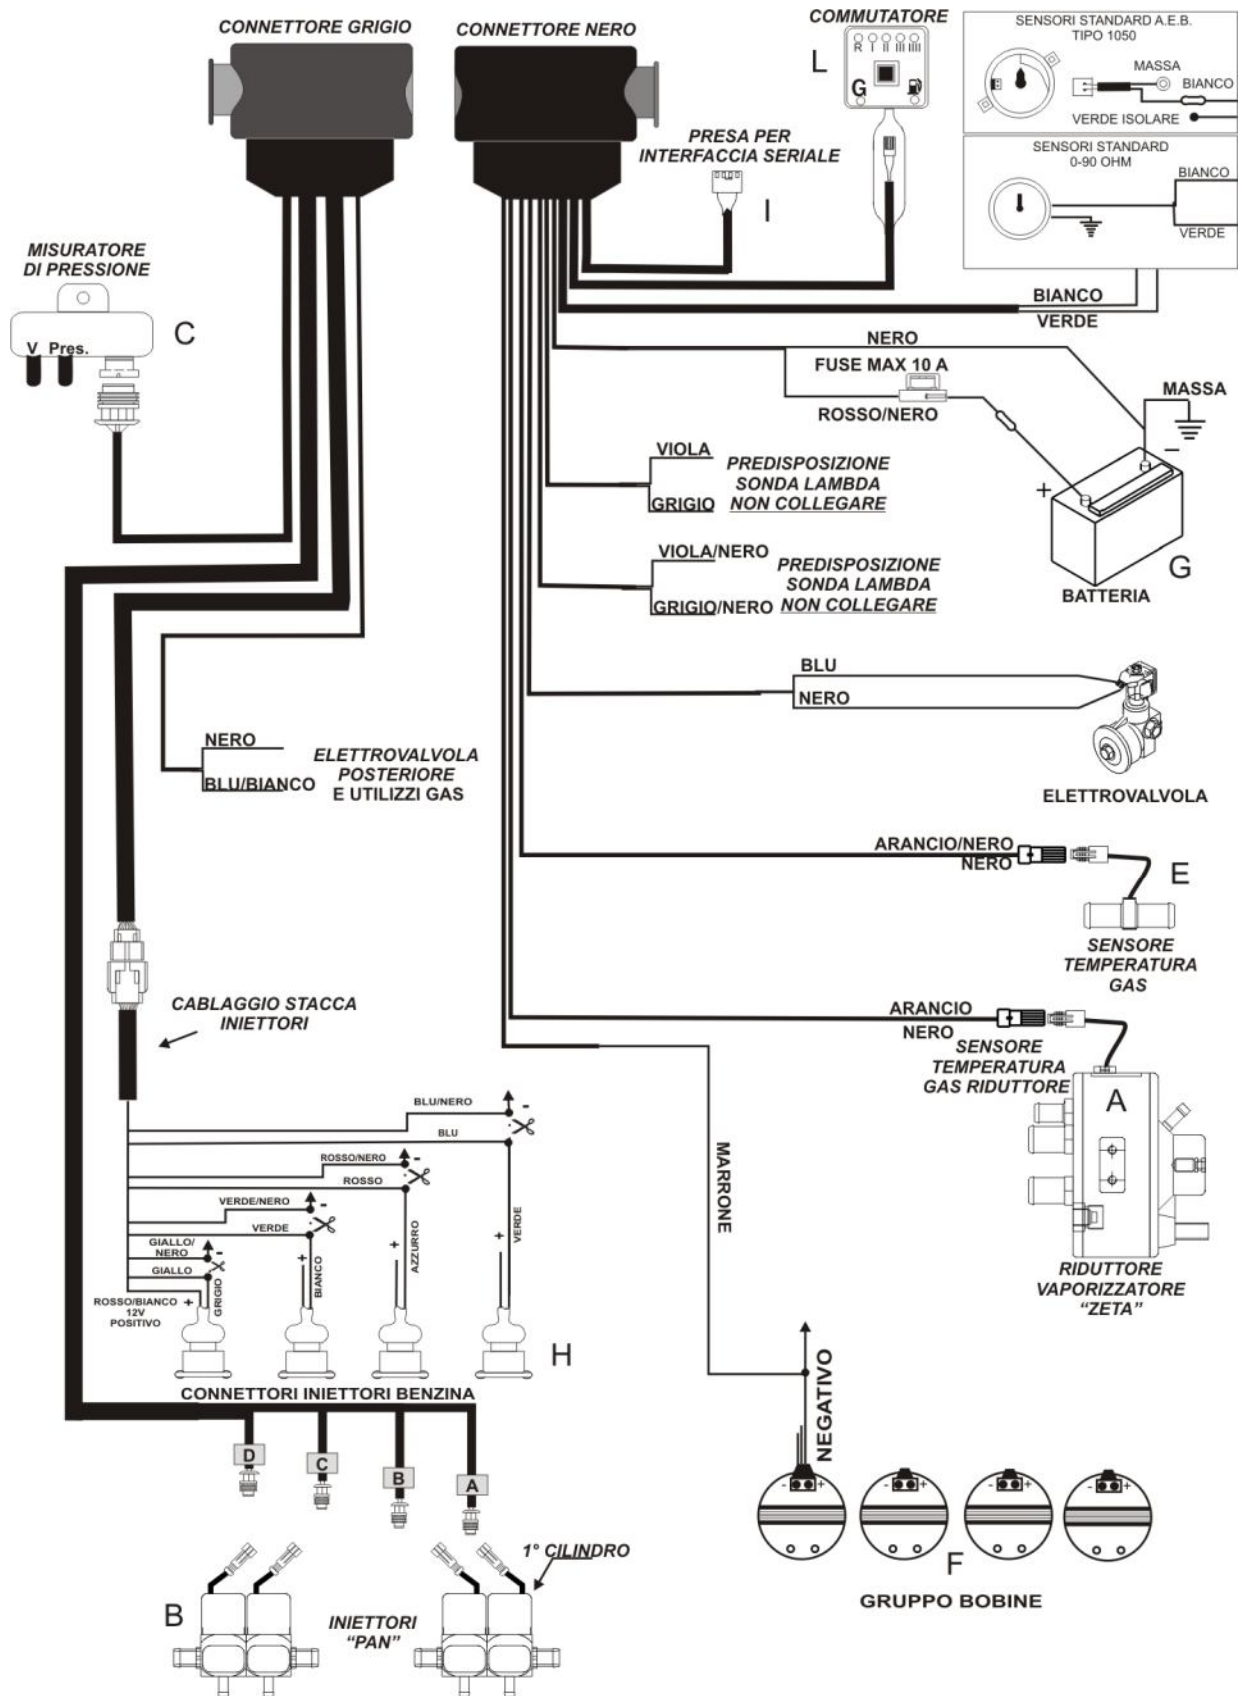 CONNETTORE GRIGIO
CONNETTORE NERO
COMMUTATORE
L
R I II III IIII
G
SENSORI STANDARD A.E.B.
TIPO 1050
MASSA
BIANCO
VERDE ISOLARE
SENSORI STANDARD
0-90 OHM
BIANCO
VERDE
PRESA PER
INTERFACCIA SERIALE
I
MISURATORE
DI PRESSIONE
C
V Pres.
BIANCO
VERDE
NERO
FUSE MAX 10 A
ROSSO/NERO
MASSA
-
+
G
BATTERIA
VIOLA
GRIGIO
PREDISPOSIZIONE
SONDA LAMBDA
NON COLLEGARE
VIOLA/NERO
GRIGIO/NERO
PREDISPOSIZIONE
SONDA LAMBDA
NON COLLEGARE
BLU
NERO
ELETTROVALVOLA
NERO
BLU/BIANCO
ELETTROVALVOLA
POSTERIORE
E UTILIZZI GAS
ARANCIO/NERO
NERO
E
SENSORE
TEMPERATURA
GAS
CABLAGGIO STACCA
INIETTORI
ARANCIO
NERO
SENSORE
TEMPERATURA
GAS RIDUTTORE
A
RIDUTTORE
VAPORIZZATORE
“ZETA”
MARRONE
BLU/NERO
-
BLU
ROSSO/NERO
-
ROSSO
VERDE/NERO
-
VERDE
GIALLO/
NERO
-
GIALLO
ROSSO/BIANCO
12V
POSITIVO
+
GRIGIO
+
BIANCO
+
AZZURRO
+
VERDE
H
CONNETTORI INIETTORI BENZINA
D
C
B
A
NEGATIVO
- +
- +
- +
- +
F
GRUPPO BOBINE
1° CILINDRO
B
INIETTORI
“PAN”